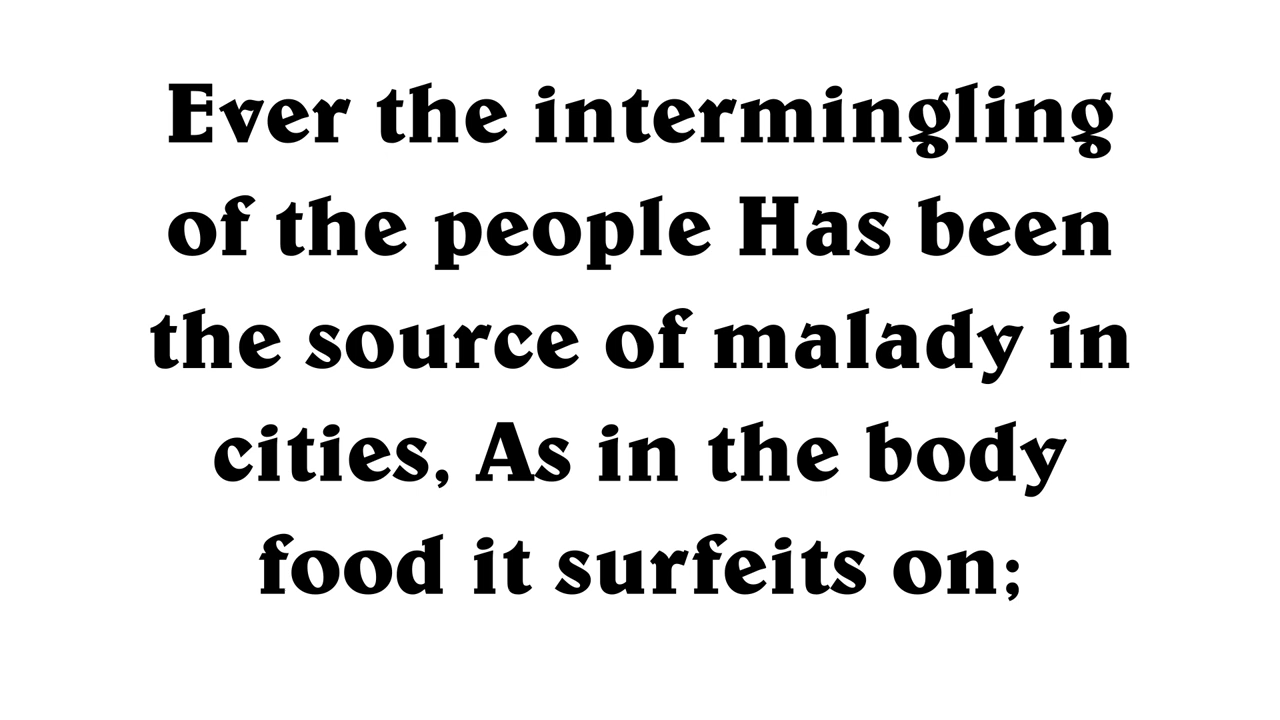 Ever the intermingling
of the people Has been
the source of malady in
cities, As in the body
food it surfeits on;